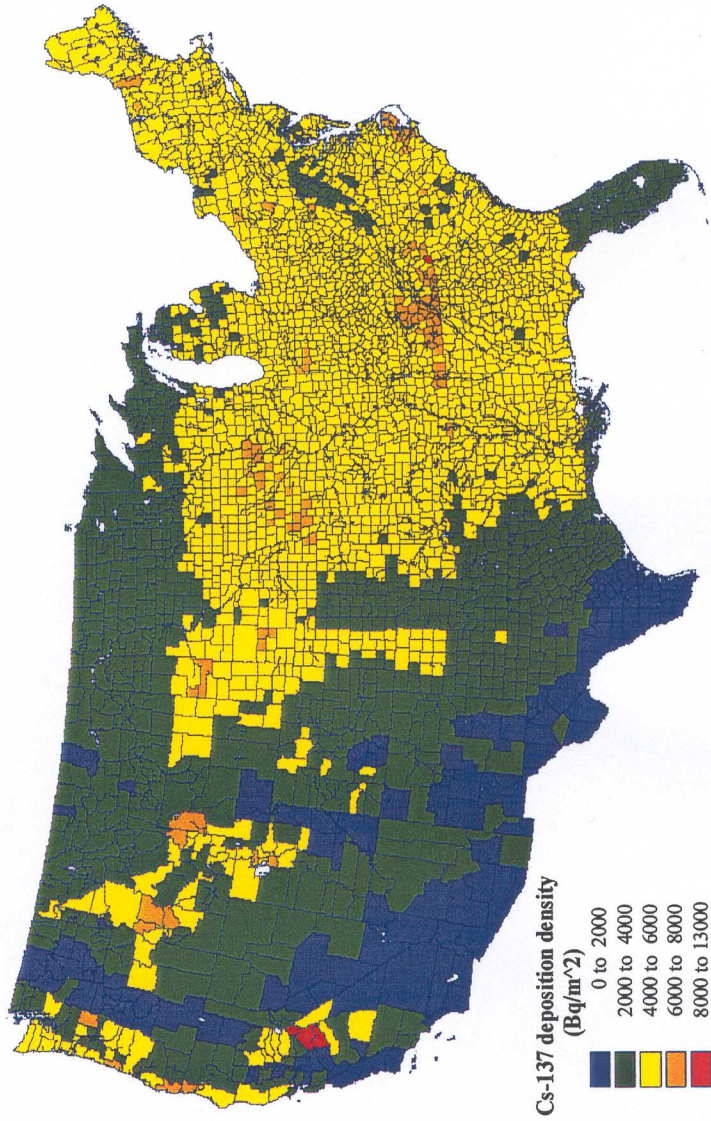 Cs-137 deposition density
(Bq/m^2)
0 to 2000
2000 to 4000
4000 to 6000
6000 to 8000
8000 to 13000